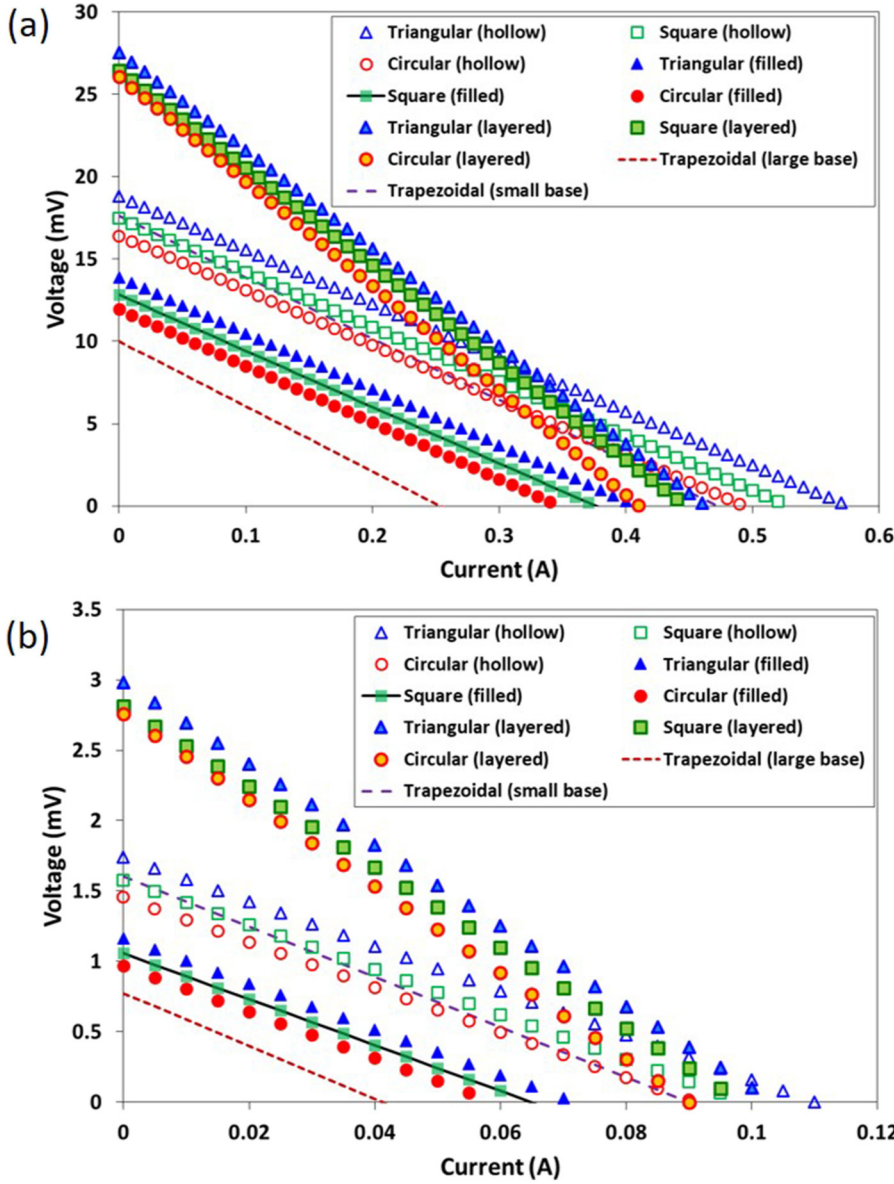 (a)
Triangular (hollow) Square (hollow)
Circular (hollow) Triangular (filled)
Square (filled) Circular (filled)
Triangular (layered) Square (layered)
Circular (layered) Trapezoidal (large base)
Trapezoidal (small base)
30
25
20
15
10
5
0
Voltage (mV)
0 0.1 0.2 0.3 0.4 0.5 0.6
Current (A)
(b)
Triangular (hollow) Square (hollow)
Circular (hollow) Triangular (filled)
Square (filled) Circular (filled)
Triangular (layered) Square (layered)
Circular (layered) Trapezoidal (large base)
Trapezoidal (small base)
3.5
3
2.5
2
1.5
1
0.5
0
Voltage (mV)
0 0.02 0.04 0.06 0.08 0.1 0.12
Current (A)